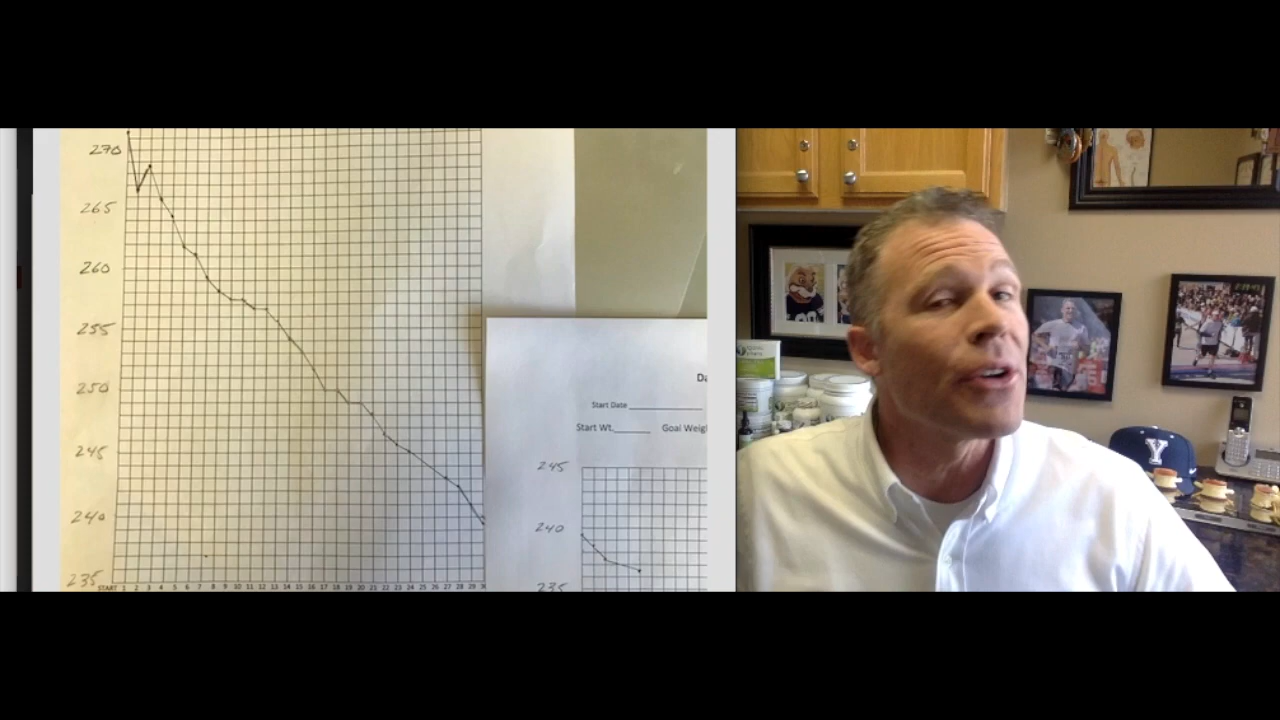 270
265
260
255
250
245
240
235
START 1 2 3 4 5 6 7 8 9 10 11 12 13 14 15 16 17 18 19 20 21 22 23 24 25 26 27 28 29
Da
Start Date
Start Wt. Goal Weigh
245
240
235
Y